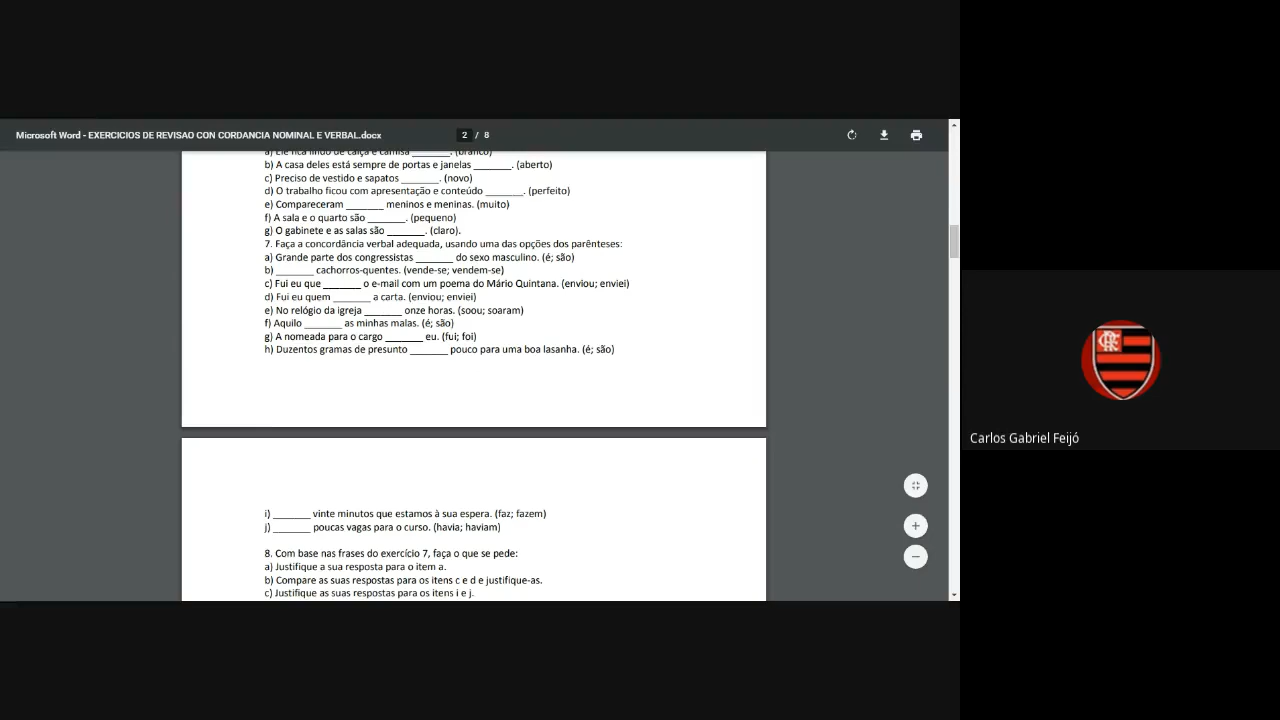 Microsoft Word - EXERCICIOS DE REVISAO CON CORDANCIA NOMINAL E VERBAL.docx
2 / 8
a) Ele fica lindo de calça e camisa _______. (branco)
b) A casa deles está sempre de portas e janelas _______. (aberto)
c) Preciso de vestido e sapatos _______. (novo)
d) O trabalho ficou com apresentação e conteúdo _______. (perfeito)
e) Compareceram _______ meninos e meninas. (muito)
f) A sala e o quarto são _______. (pequeno)
g) O gabinete e as salas são _______. (claro).
7. Faça a concordância verbal adequada, usando uma das opções dos parênteses:
a) Grande parte dos congressistas _______ do sexo masculino. (é; são)
b) _______ cachorros-quentes. (vende-se; vendem-se)
c) Fui eu que _______ o e-mail com um poema do Mário Quintana. (enviou; enviei)
d) Fui eu quem _______ a carta. (enviou; enviei)
e) No relógio da igreja _______ onze horas. (soou; soaram)
f) Aquilo _______ as minhas malas. (é; são)
g) A nomeada para o cargo _______ eu. (fui; foi)
h) Duzentos gramas de presunto _______ pouco para uma boa lasanha. (é; são)
i) _______ vinte minutos que estamos à sua espera. (faz; fazem)
j) _______ poucas vagas para o curso. (havia; haviam)
8. Com base nas frases do exercício 7, faça o que se pede:
a) Justifique a sua resposta para o item a.
b) Compare as suas respostas para os itens c e d e justifique-as.
c) Justifique as suas respostas para os itens i e j.
Carlos Gabriel Feijó